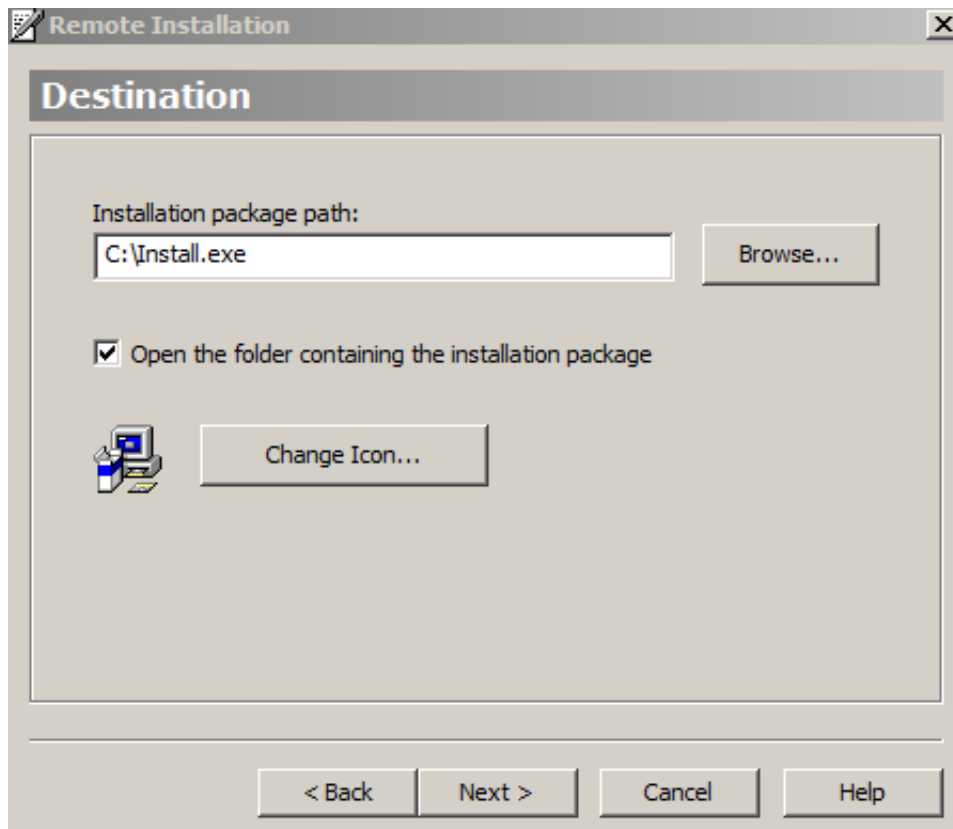 Remote Installation
Destination
Installation package path:
C:\Install.exe
Browse...
Open the folder containing the installation package
Change Icon...
< Back
Next >
Cancel
Help